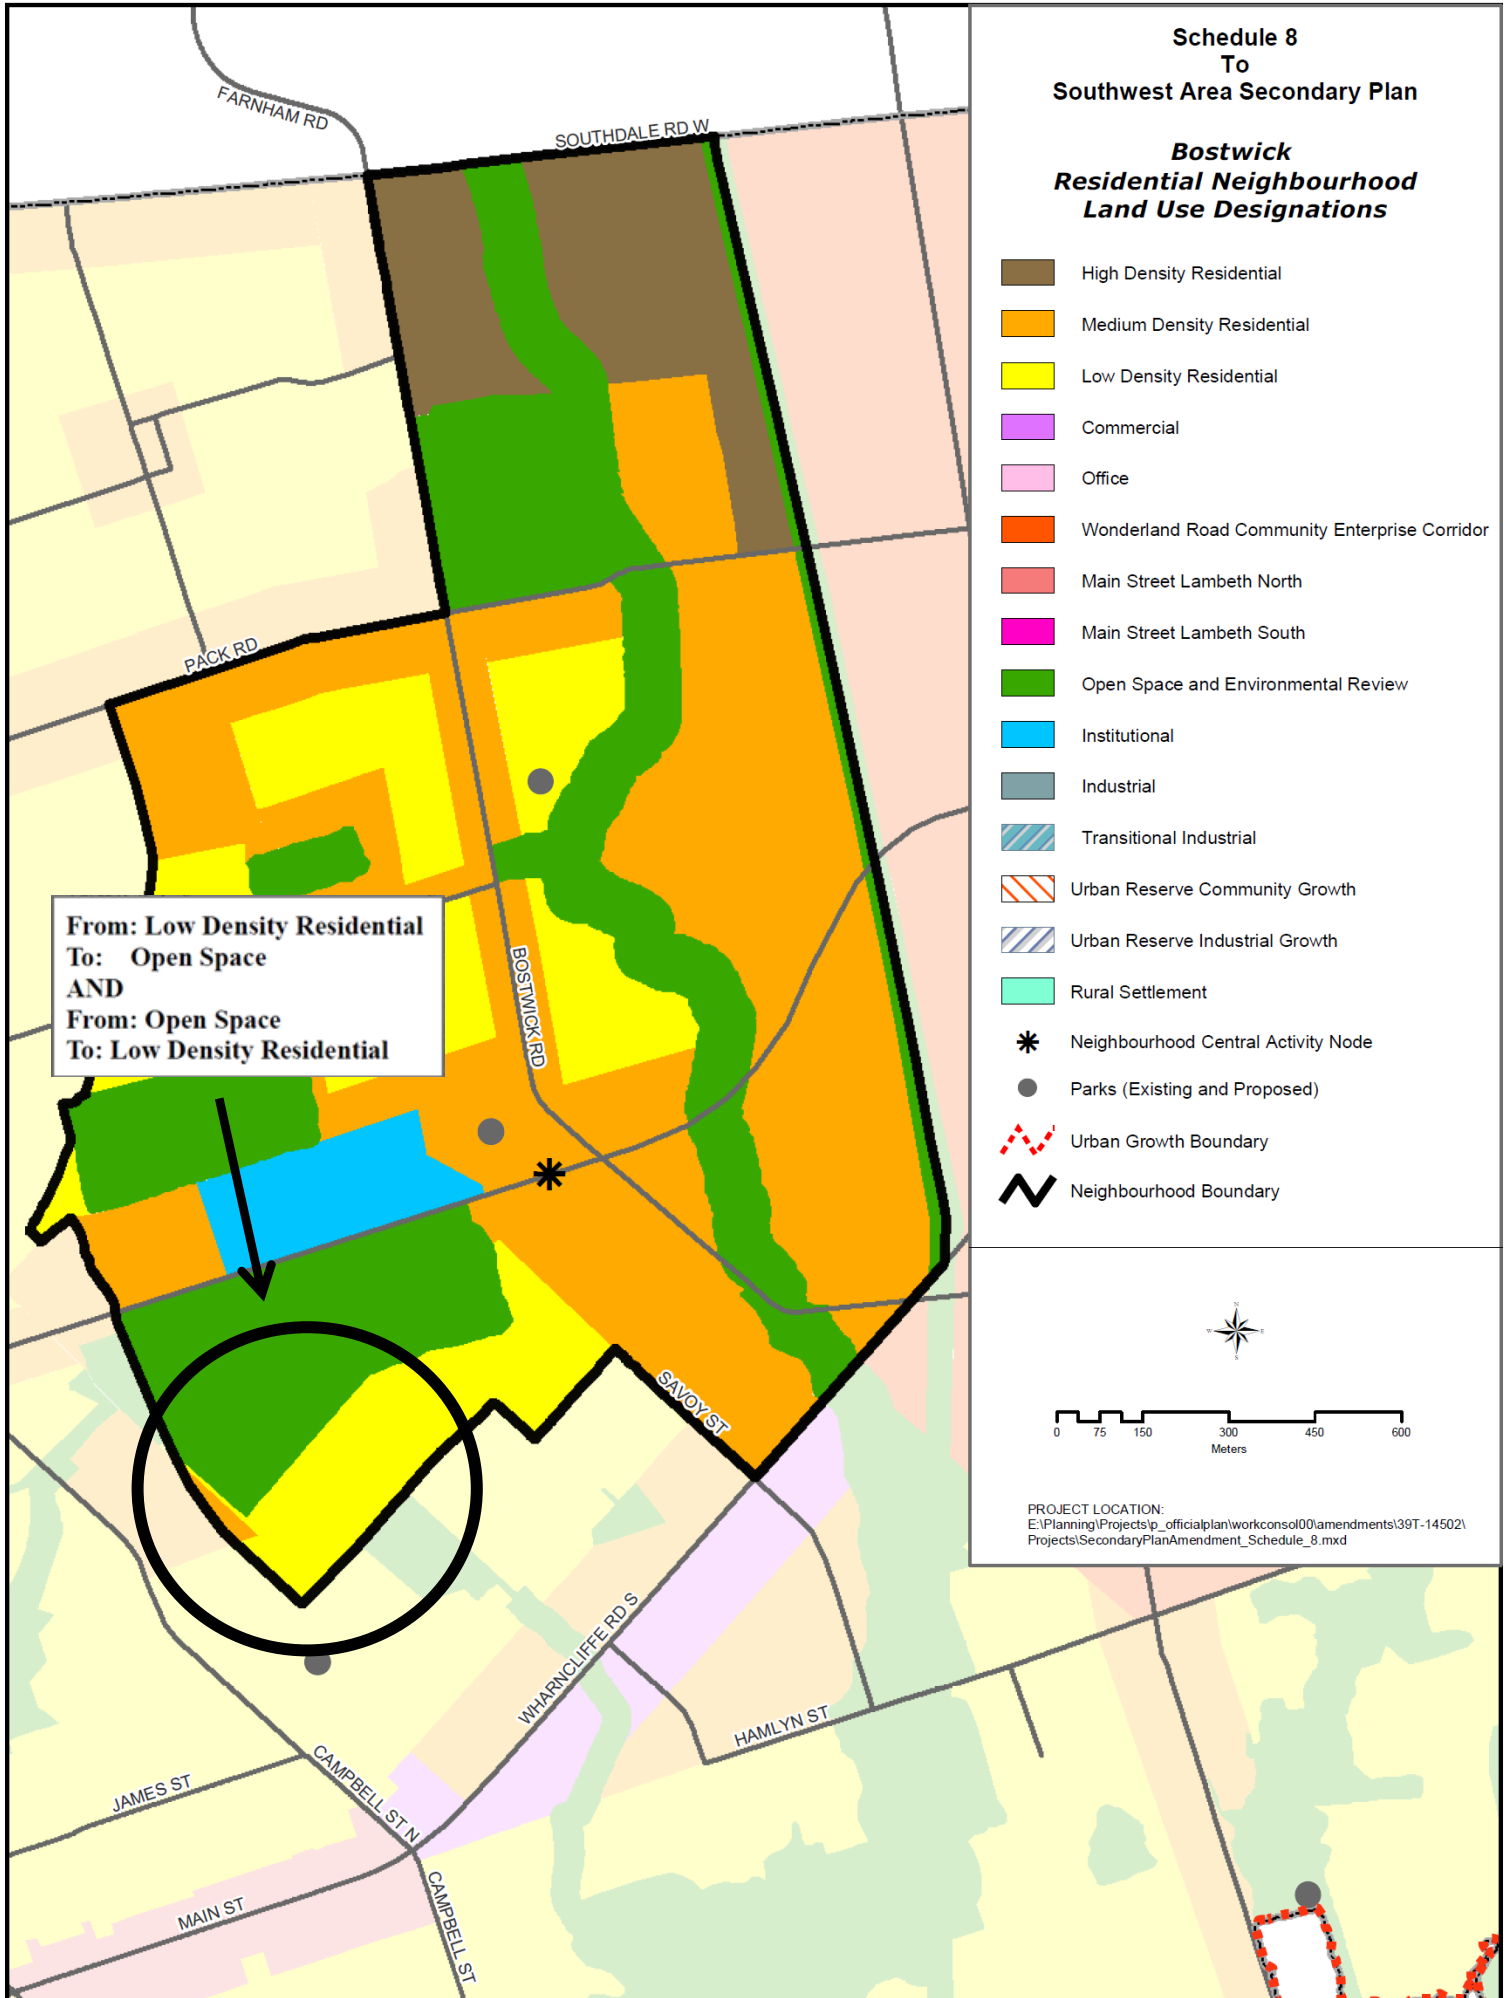 Schedule 8
To
Southwest Area Secondary Plan
Bostwick
Residential Neighbourhood
Land Use Designations
High Density Residential
Medium Density Residential
Low Density Residential
Commercial
Office
Wonderland Road Community Enterprise Corridor
Main Street Lambeth North
Main Street Lambeth South
Open Space and Environmental Review
Institutional
Industrial
Transitional Industrial
Urban Reserve Community Growth
Urban Reserve Industrial Growth
Rural Settlement
Neighbourhood Central Activity Node
Parks (Existing and Proposed)
Urban Growth Boundary
Neighbourhood Boundary
N
W E
S
0 75 150 300 450 600
Meters
PROJECT LOCATION:
E:\Planning\Projects\p_officialplan\workconsol00\amendments\39T-14502\
Projects\SecondaryPlanAmendment_Schedule_8.mxd
FARNHAM RD
SOUTHDALE RD W
PACK RD
From: Low Density Residential
To: Open Space
AND
From: Open Space
To: Low Density Residential
BOSTWICK RD
SAVOY ST
WHARNCLIFFE RD S
HAMLYN ST
JAMES ST
CAMPBELL ST N
MAIN ST
CAMPBELL ST